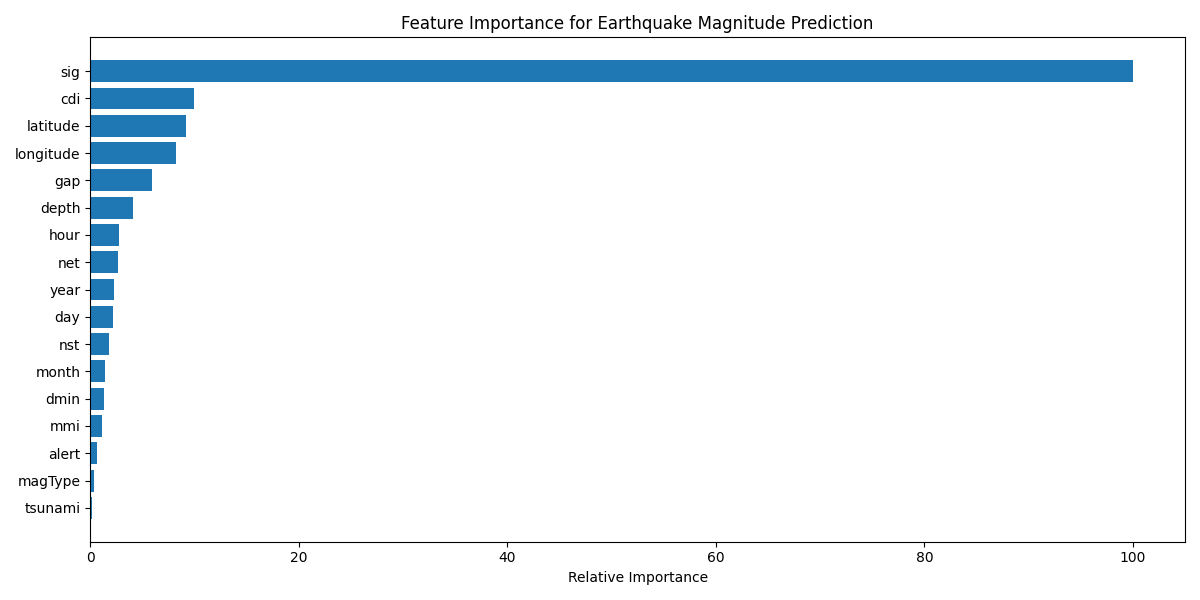 Feature Importance for Earthquake Magnitude Prediction
sig
cdi
latitude
longitude
gap
depth
hour
net
year
day
nst
month
dmin
mmi
alert
magType
tsunami
0 20 40 60 80 100
Relative Importance